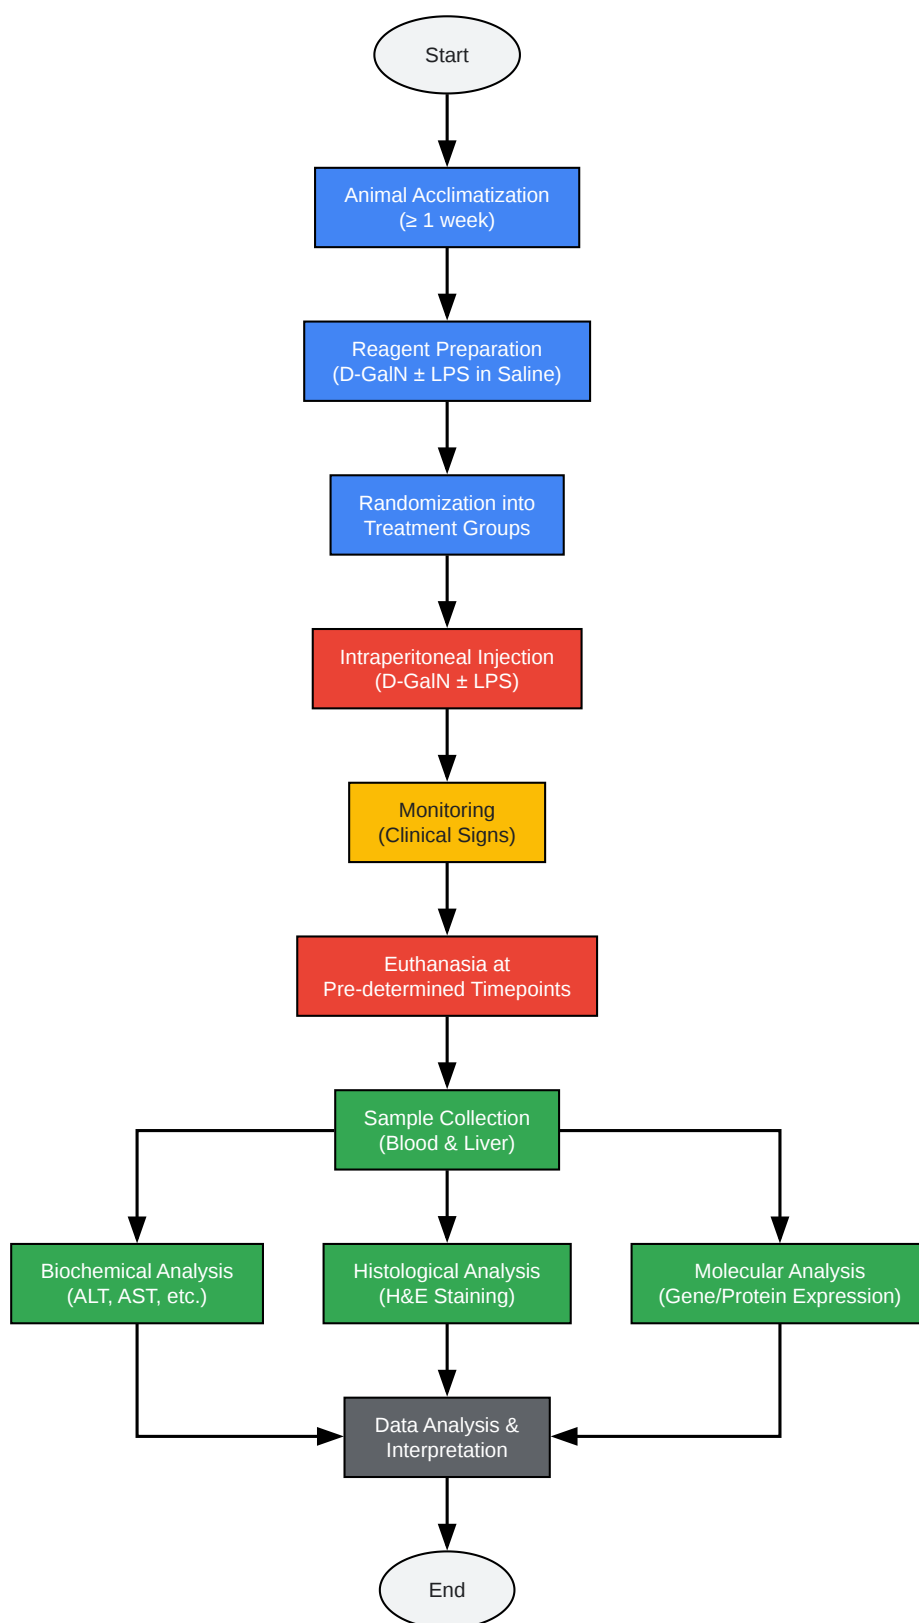 Start
Animal Acclimatization
(≥ 1 week)
Reagent Preparation
(D-GalN ± LPS in Saline)
Randomization into
Treatment Groups
Intraperitoneal Injection
(D-GalN ± LPS)
Monitoring
(Clinical Signs)
Euthanasia at
Pre-determined Timepoints
Sample Collection
(Blood & Liver)
Biochemical Analysis
(ALT, AST, etc.)
Histological Analysis
(H&E Staining)
Molecular Analysis
(Gene/Protein Expression)
Data Analysis &
Interpretation
End